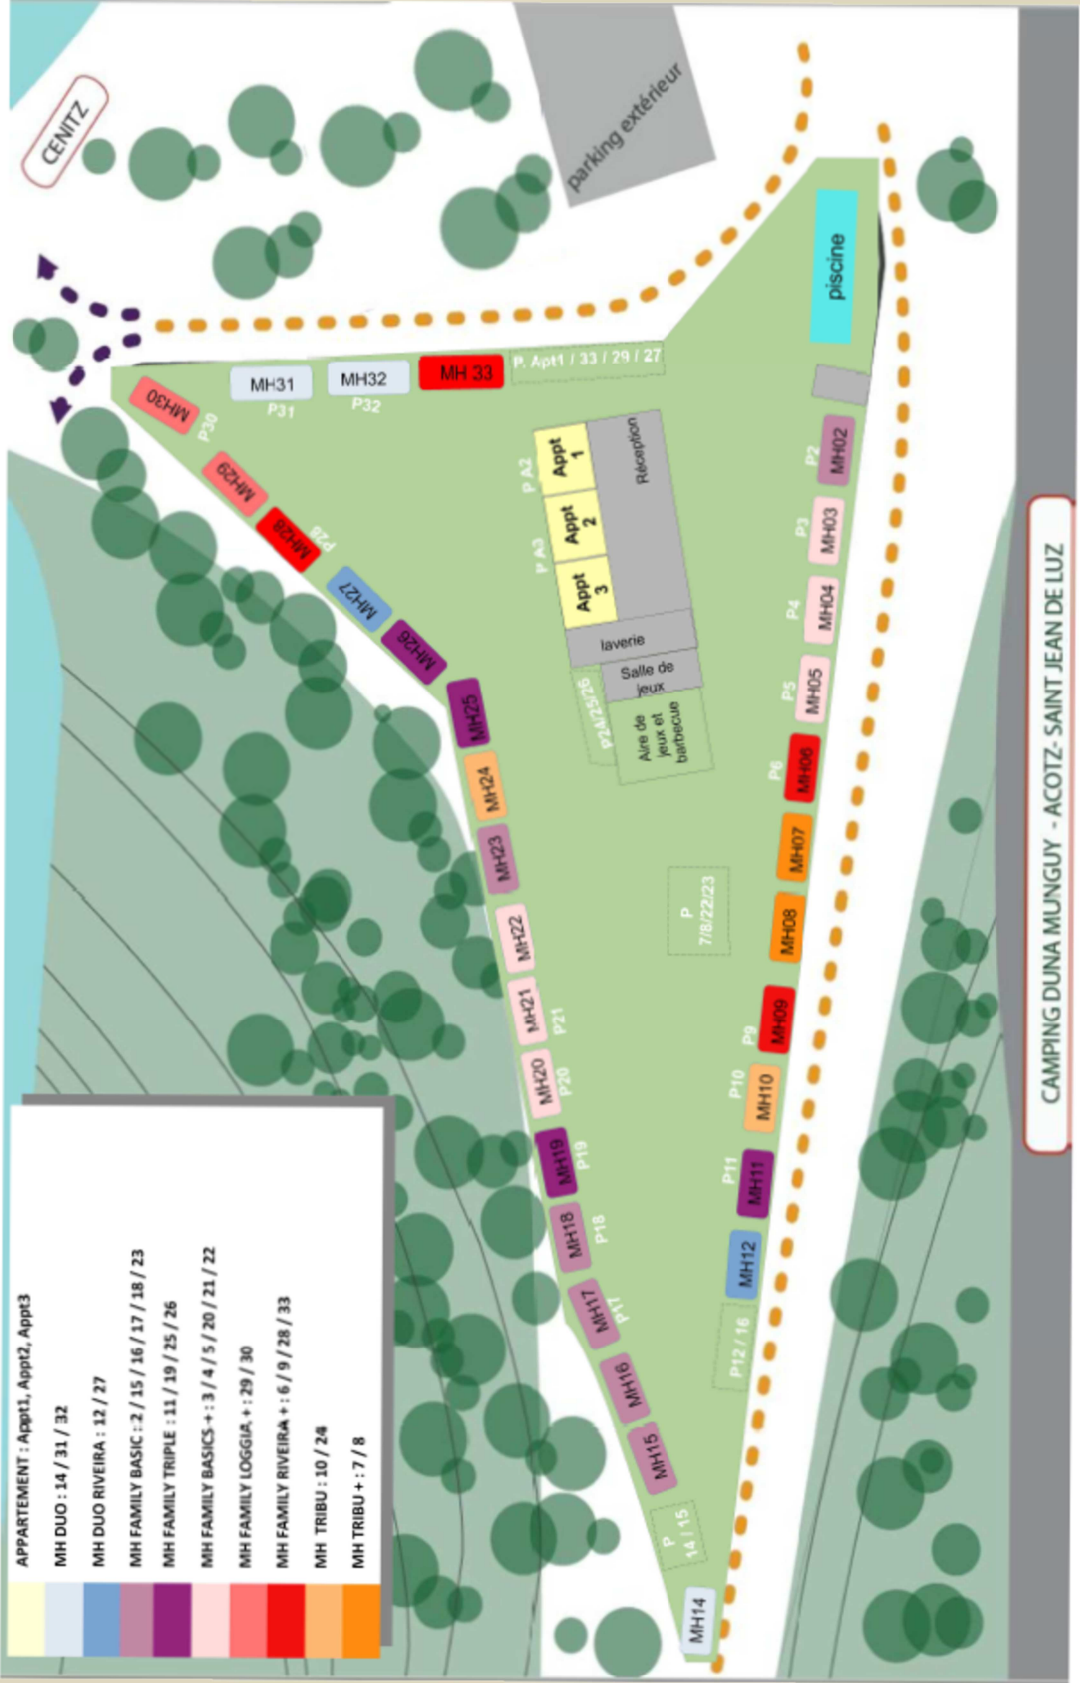 CENITZ
parking extérieur
piscine
MH30
P30
MH31
P31
MH32
P32
MH 33
P. Apt1 / 33 / 29 / 27
MH29
MH28
P28
MH27
MH26
MH25
MH24
MH23
MH22
MH21
P21
MH20
P20
MH19
P19
MH18
P18
MH17
P17
MH16
MH15
P
14 / 15
MH14
P A2
P A3
Appt
1
Appt
2
Appt
3
Réception
laverie
Salle de
jeux
Aire de
jeux et
barbecue
P24/25/26
P
7/8/22/23
P2
MH02
P3
MH03
P4
MH04
P5
MH05
P6
MH06
MH07
MH08
P9
MH09
P10
MH10
P11
MH11
MH12
P12 / 16
CAMPING DUNA MUNGUY - ACOTZ- SAINT JEAN DE LUZ
APPARTEMENT : Appt1, Appt2, Appt3
MH DUO : 14 / 31 / 32
MH DUO RIVEIRA : 12 / 27
MH FAMILY BASIC : 2 / 15 / 16 / 17 / 18 / 23
MH FAMILY TRIPLE : 11 / 19 / 25 / 26
MH FAMILY BASICS + : 3 / 4 / 5 / 20 / 21 / 22
MH FAMILY LOGGIA + : 29 / 30
MH FAMILY RIVEIRA + : 6 / 9 / 28 / 33
MH TRIBU : 10 / 24
MH TRIBU + : 7 / 8